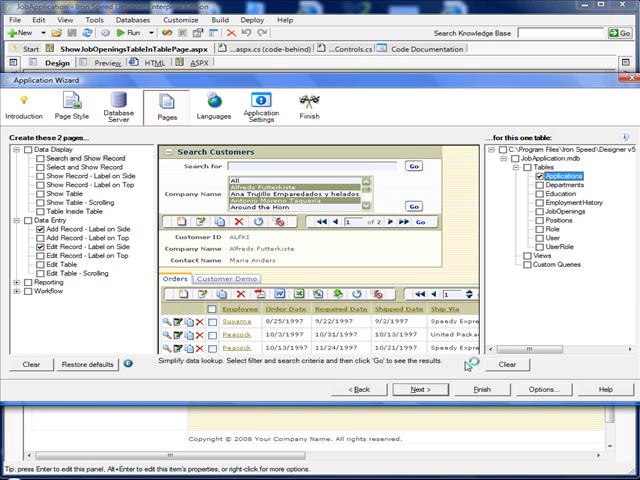 JobApplication - Iron Speed Designer Enterprise Edition
File Edit Tools Databases Customize Build Deploy Help
New Run Search Knowledge Base Go
Start ShowJobOpeningsTableInTablePage.aspx ...aspx.cs (code-behind) ...Controls.cs Code Documentation
Design Preview HTML ASPX
Application Wizard
Introduction Page Style Database Server Pages Languages Application Settings Finish
Create these 2 pages...
Data Display
Search and Show Record
Select and Show Record
Show Record - Label on Side
Show Record - Label on Top
Show Table
Show Table - Scrolling
Table Inside Table
Data Entry
Add Record - Label on Side
Add Record - Label on Top
Edit Record - Label on Side
Edit Record - Label on Top
Edit Table
Edit Table - Scrolling
Reporting
Workflow
Clear Restore defaults
Search Customers
Search for Go
Company Name
All
Alfreds Futterkiste
Ana Trujillo Emparedados y helados
Antonio Moreno Taquería
Around the Horn
Go
1 of 2 Go
Customer ID ALFKI
Company Name Alfreds Futterkiste
Contact Name Maria Anders
Orders Customer Demo
1
Employee Order Date Required Date Shipped Date Ship Via
Suyama 8/25/1997 9/22/1997 9/2/1997 Speedy Expre
Peacock 10/3/1997 10/31/1997 10/13/1997 United Packa
Peacock 10/13/1997 11/24/1997 10/21/1997 Speedy Expre
Simplify data lookup. Select filter and search criteria and then click 'Go' to see the results.
...for this one table:
C:\Program Files\Iron Speed\Designer v5
JobApplication.mdb
Tables
Applications
Departments
Education
EmploymentHistory
JobOpenings
Positions
Role
User
UserRole
Views
Custom Queries
Clear
< Back Next > Finish Options... Help
Copyright © 2008 Your Company Name. All rights reserved.
Tip: press Enter to edit this panel, Alt+Enter to edit this item's properties, or right-click for more options.